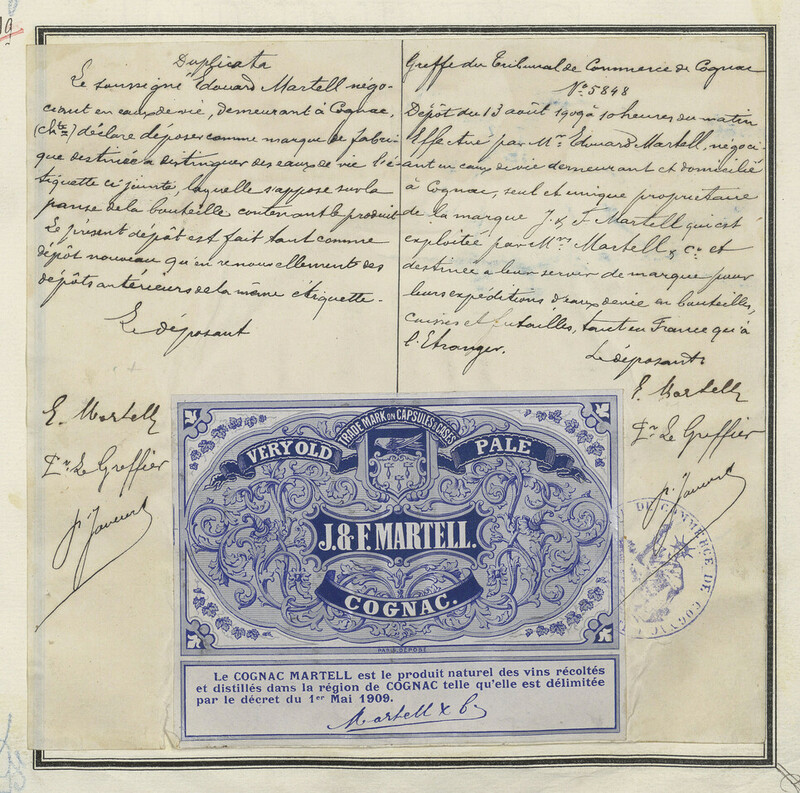 Duplicata
Le soussigné Edouard Martell négo-
ciant en eaux de vie, demeurant à Cognac,
(Chte) déclare déposer comme marque de fabri-
que destinée à distinguer des eaux de vie l'é-
tiquette ci jointe, laquelle s'appose sur la
panse de la bouteille contenant le produit
Le présent dépôt est fait tant comme
dépôt nouveau qu'en renouvellement des
dépôts antérieurs de la même étiquette.
Le déposant
E. Martell
Pr Le Greffier
Greffe du Tribunal de Commerce de Cognac
No 5848
Dépôt du 13 août 1909 à 10 heures du matin
Effectué par Mr Edouard Martell, négoci-
ant en eaux de vie demeurant et domicilié
à Cognac, seul et unique propriétaire
de la marque J. & F. Martell qui est
exploitée par Mrs Martell & Co et
destinée à leur servir de marque pour
leurs expéditions d'eaux de vie en bouteilles,
caisses et futailles, tant en France qu'à
l'Etranger.
Le déposant
E. Martell
Pr Le Greffier
TRADE MARK ON CAPSULES & CASES
VERY OLD PALE
J. & F. MARTELL.
COGNAC.
DE COMMERCE DE COGNAC
Le COGNAC MARTELL est le produit naturel des vins récoltés
et distillés dans la région de COGNAC telle qu'elle est délimitée
par le décret du 1er Mai 1909.
Martell & Co